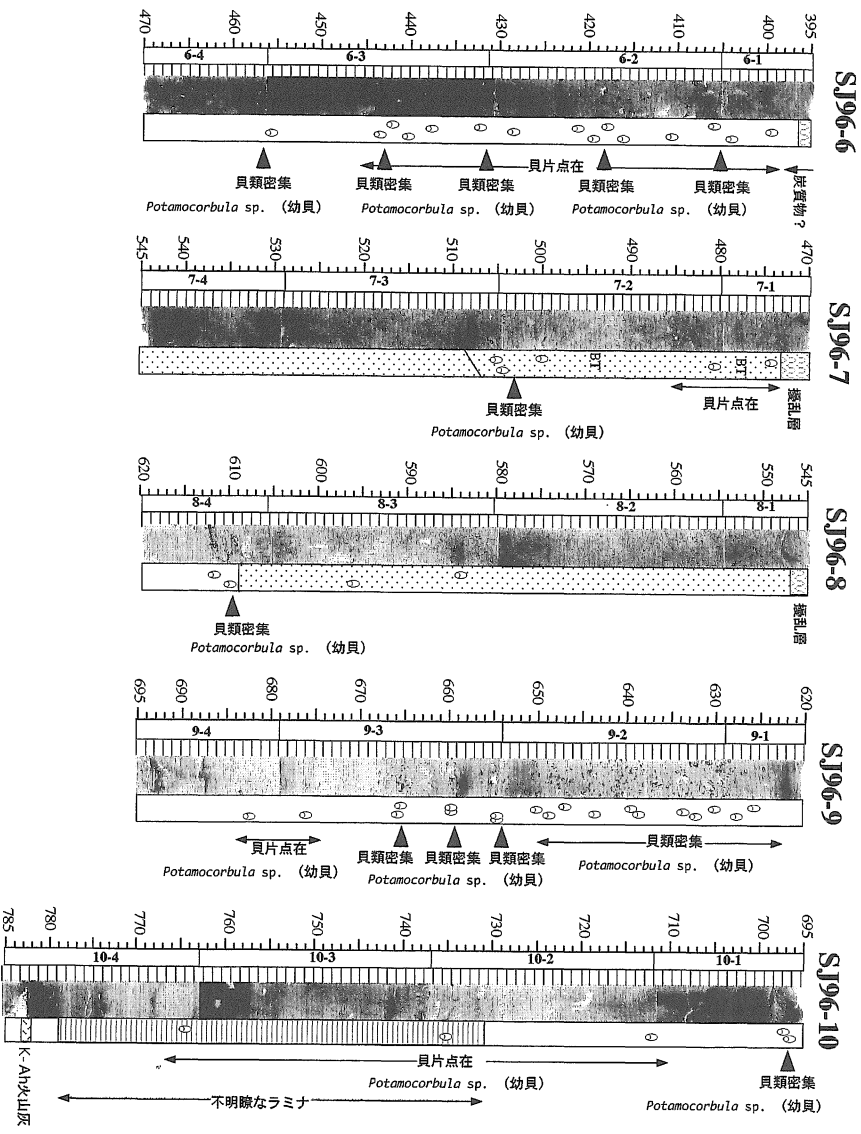 SJ96-6
470 460 450 440 430 420 410 400 395
6-4 6-3 6-2 6-1
貝片点在
炭質物？
貝類密集 貝類密集 貝類密集 貝類密集 貝類密集
Potamocorbula sp. （幼貝） Potamocorbula sp. （幼貝） Potamocorbula sp. （幼貝）
SJ96-7
545 540 530 520 510 500 490 480 470
7-4 7-3 7-2 7-1
BT BT
貝片点在
擾乱層
貝類密集
Potamocorbula sp. （幼貝）
SJ96-8
620 610 600 590 580 570 560 550 545
8-4 8-3 8-2 8-1
擾乱層
貝類密集
Potamocorbula sp. （幼貝）
SJ96-9
695 690 680 670 660 650 640 630 620
9-4 9-3 9-2 9-1
貝片点在 貝類密集 貝類密集 貝類密集 貝類密集
Potamocorbula sp. （幼貝） Potamocorbula sp. （幼貝） Potamocorbula sp. （幼貝）
SJ96-10
785 780 770 760 750 740 730 720 710 700 695
10-4 10-3 10-2 10-1
貝片点在
Potamocorbula sp. （幼貝）
貝類密集
Potamocorbula sp. （幼貝）
不明瞭なラミナ
K-Ah火山灰